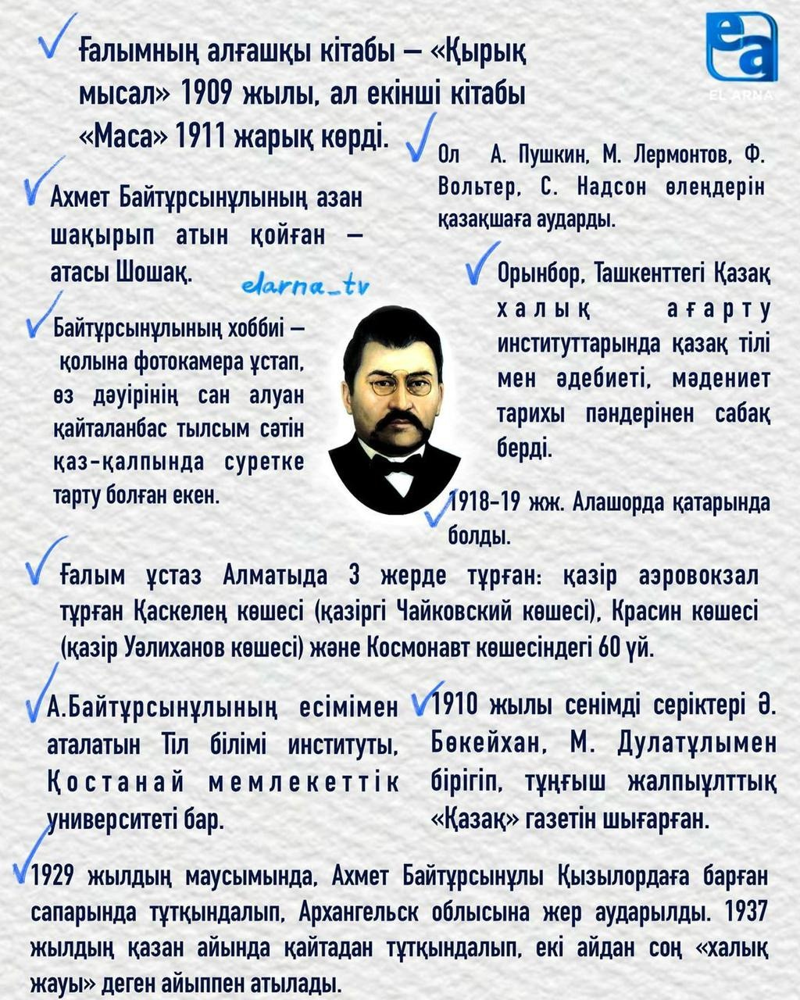 Ғалымның алғашқы кітабы – «Қырық
мысал» 1909 жылы, ал екінші кітабы
«Маса» 1911 жарық көрді.
ea
EL ARNA
Ол А. Пушкин, М. Лермонтов, Ф.
Вольтер, С. Надсон өлеңдерін
қазақшаға аударды.
Ахмет Байтұрсынұлының азан
шақырып атын қойған –
атасы Шошақ.
elarna_tv
Орынбор, Ташкенттегі Қазақ
халық ағарту
институттарында қазақ тілі
мен әдебиеті, мәдениет
тарихы пәндерінен сабақ
берді.
Байтұрсынұлының хоббиі –
қолына фотокамера ұстап,
өз дәуірінің сан алуан
қайталанбас тылсым сәтін
қаз-қалпында суретке
тарту болған екен.
1918-19 жж. Алашорда қатарында
болды.
Ғалым ұстаз Алматыда 3 жерде тұрған: қазір аэровокзал
тұрған Қаскелең көшесі (қазіргі Чайковский көшесі), Красин көшесі
(қазір Уәлиханов көшесі) және Космонавт көшесіндегі 60 үй.
А.Байтұрсынұлының есімімен
аталатын Тіл білімі институты,
Қостанай мемлекеттік
университеті бар.
1910 жылы сенімді серіктері Ә.
Бөкейхан, М. Дулатұлымен
бірігіп, тұңғыш жалпыұлттық
«Қазақ» газетін шығарған.
1929 жылдың маусымында, Ахмет Байтұрсынұлы Қызылордаға барған
сапарында тұтқындалып, Архангельск облысына жер аударылды. 1937
жылдың қазан айында қайтадан тұтқындалып, екі айдан соң «халық
жауы» деген айыппен атылады.